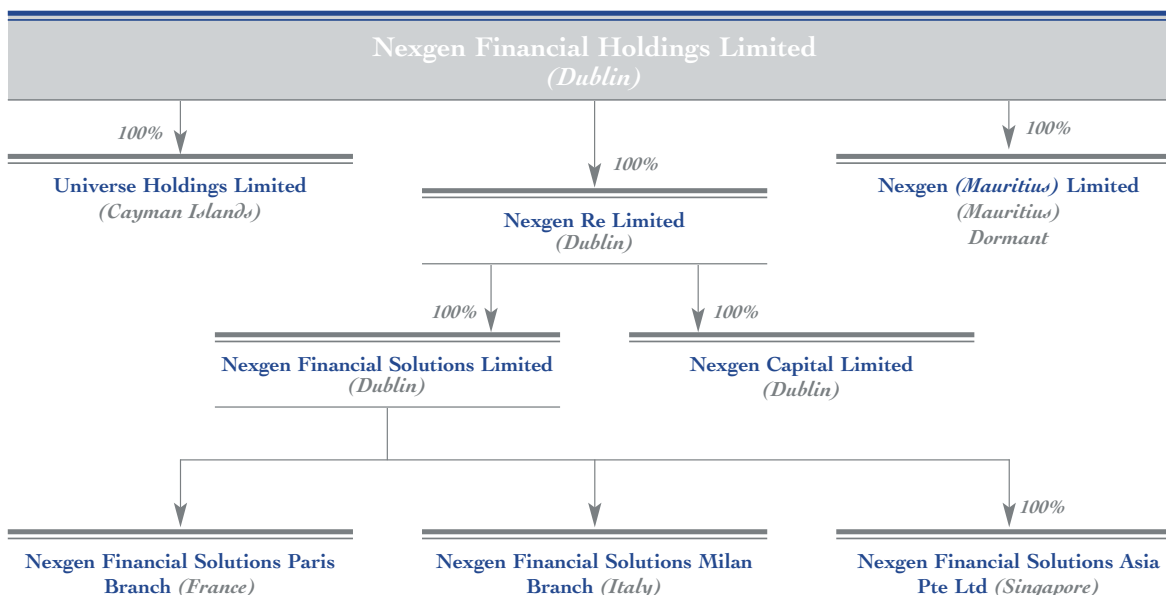 Nexgen Financial Holdings Limited
(Dublin)
100%
100%
100%
Universe Holdings Limited
(Cayman Islands)
Nexgen Re Limited
(Dublin)
Nexgen (Mauritius) Limited
(Mauritius)
Dormant
100%
100%
Nexgen Financial Solutions Limited
(Dublin)
Nexgen Capital Limited
(Dublin)
100%
Nexgen Financial Solutions Paris
Branch (France)
Nexgen Financial Solutions Milan
Branch (Italy)
Nexgen Financial Solutions Asia
Pte Ltd (Singapore)